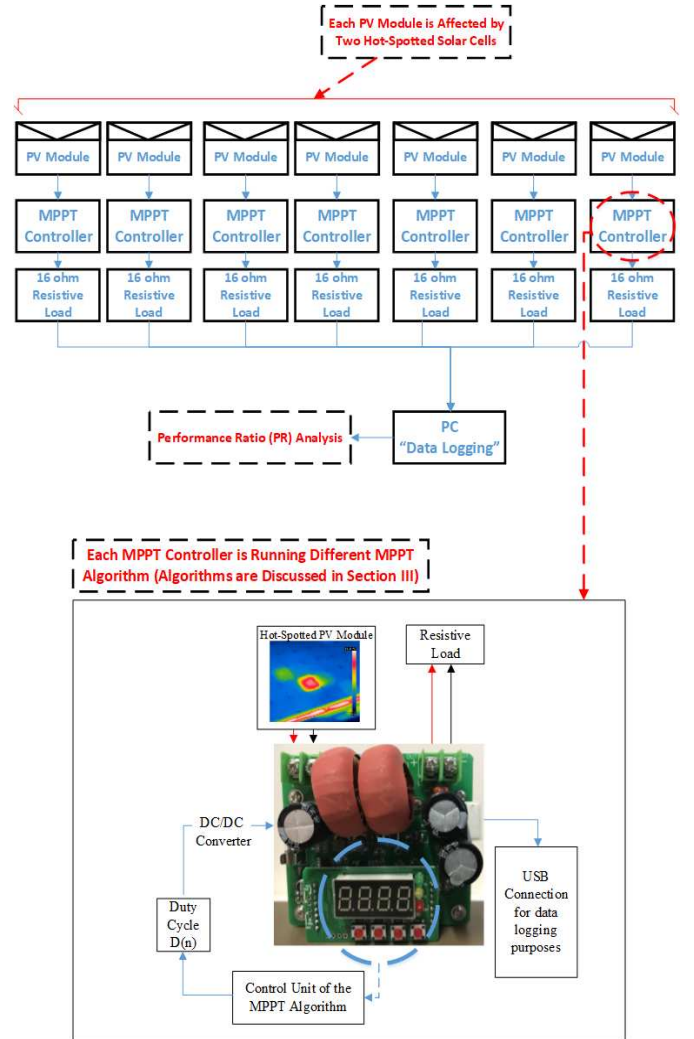 Each PV Module is Affected by
Two Hot-Spotted Solar Cells
PV Module PV Module PV Module PV Module PV Module PV Module PV Module
MPPT MPPT MPPT MPPT MPPT MPPT MPPT
Controller Controller Controller Controller Controller Controller Controller
16 ohm 16 ohm 16 ohm 16 ohm 16 ohm 16 ohm 16 ohm
Resistive Resistive Resistive Resistive Resistive Resistive Resistive
Load Load Load Load Load Load Load
Performance Ratio (PR) Analysis
PC
“Data Logging”
Each MPPT Controller is Running Different MPPT
Algorithm (Algorithms are Discussed in Section III)
Hot-Spotted PV Module
Resistive
Load
DC/DC
Converter
8.8.8.8
Duty
Cycle
D(n)
USB
Connection
for data
logging
purposes
Control Unit of the
MPPT Algorithm